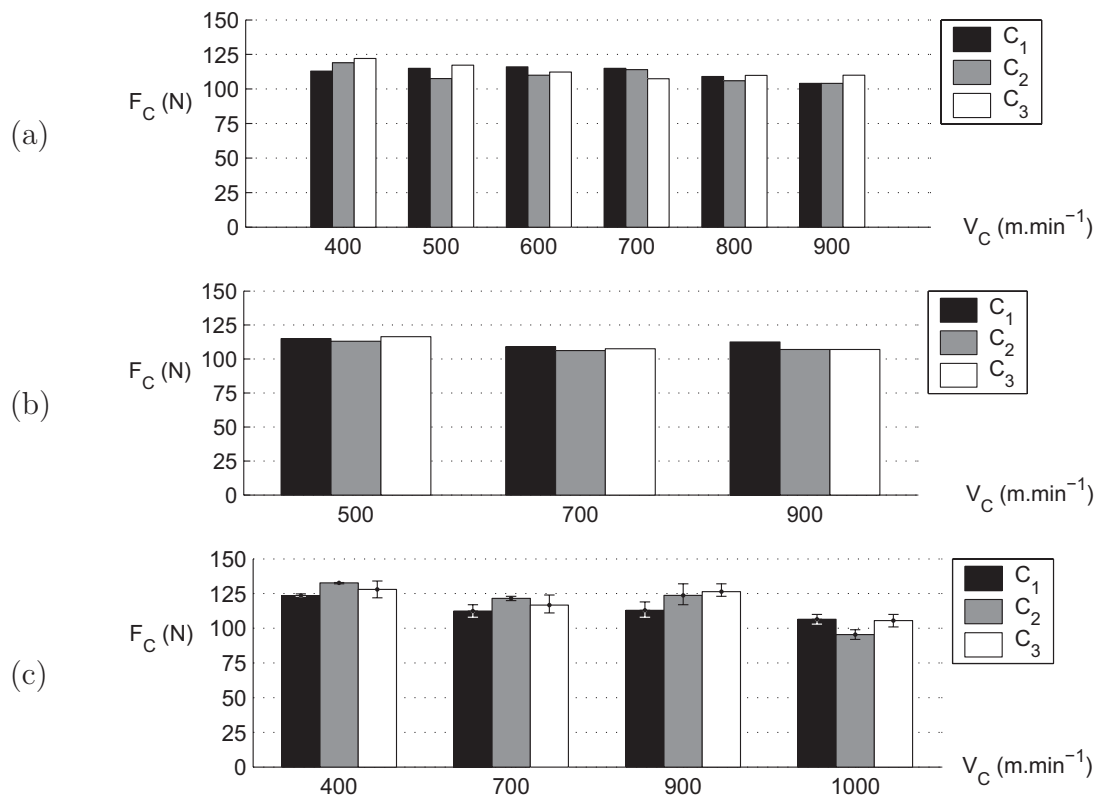 (a)
F_C (N)
150
125
100
75
50
25
0
400 500 600 700 800 900
V_C (m.min⁻¹)
C_1
C_2
C_3
(b)
F_C (N)
150
125
100
75
50
25
0
500 700 900
V_C (m.min⁻¹)
C_1
C_2
C_3
(c)
F_C (N)
150
125
100
75
50
25
0
400 700 900 1000
V_C (m.min⁻¹)
C_1
C_2
C_3